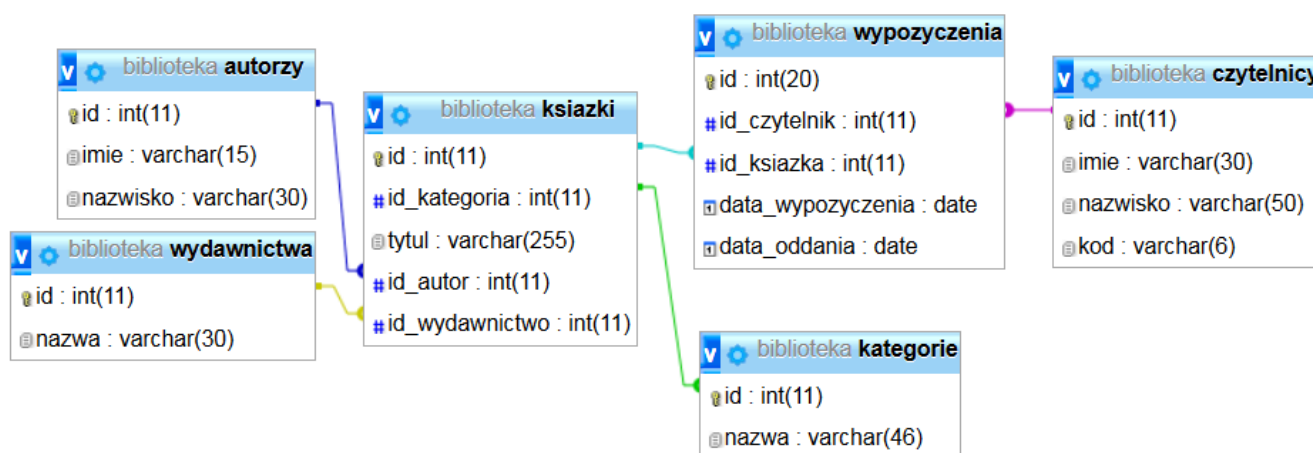 biblioteka autorzy
id : int(11)
imie : varchar(15)
nazwisko : varchar(30)
biblioteka wydawnictwa
id : int(11)
nazwa : varchar(30)
biblioteka ksiazki
id : int(11)
id_kategoria : int(11)
tytul : varchar(255)
id_autor : int(11)
id_wydawnictwo : int(11)
biblioteka wypozyczenia
id : int(20)
id_czytelnik : int(11)
id_ksiazka : int(11)
data_wypozyczenia : date
data_oddania : date
biblioteka czytelnicy
id : int(11)
imie : varchar(30)
nazwisko : varchar(50)
kod : varchar(6)
biblioteka kategorie
id : int(11)
nazwa : varchar(46)